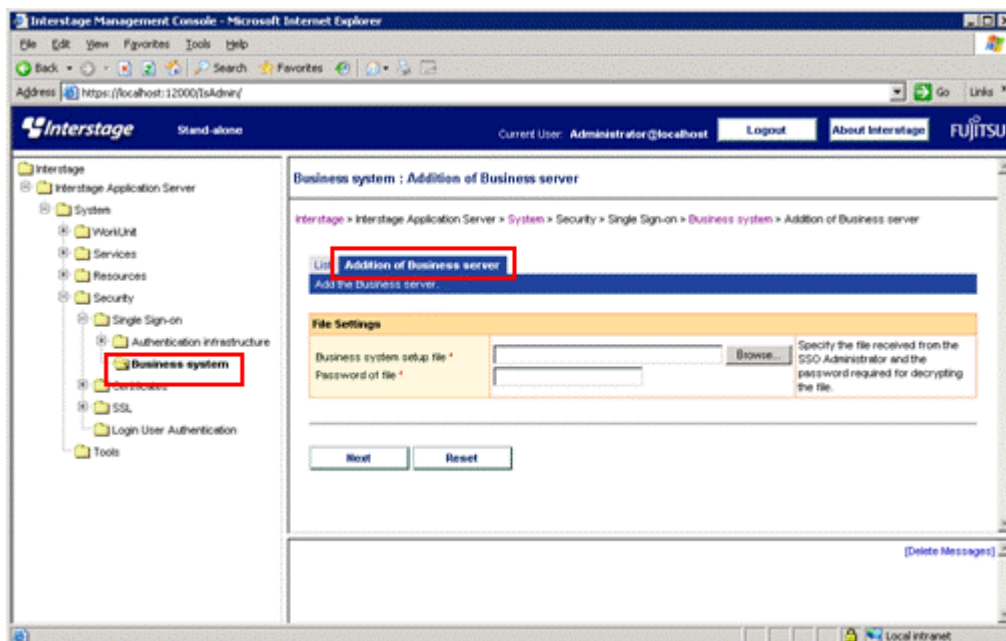 Interstage Management Console - Microsoft Internet Explorer
File Edit View Favorites Tools Help
Back Search Favorites
Address https://localhost:12000/IsAdmin/ Go Links
Interstage Stand-alone Current User: Administrator@localhost Logout About Interstage FUJITSU
Interstage
Interstage Application Server
System
WorkUnit
Services
Resources
Security
Single Sign-on
Authentication infrastructure
Business system
Certificates
SSL
Login User Authentication
Tools
Business system : Addition of Business server
Interstage > Interstage Application Server > System > Security > Single Sign-on > Business system > Addition of Business server
List Addition of Business server
Add the Business server.
File Settings
Business system setup file * Browse...
Password of file *
Specify the file received from the
SSO Administrator and the
password required for decrypting
the file.
Next Reset
[Delete Messages]
Local intranet